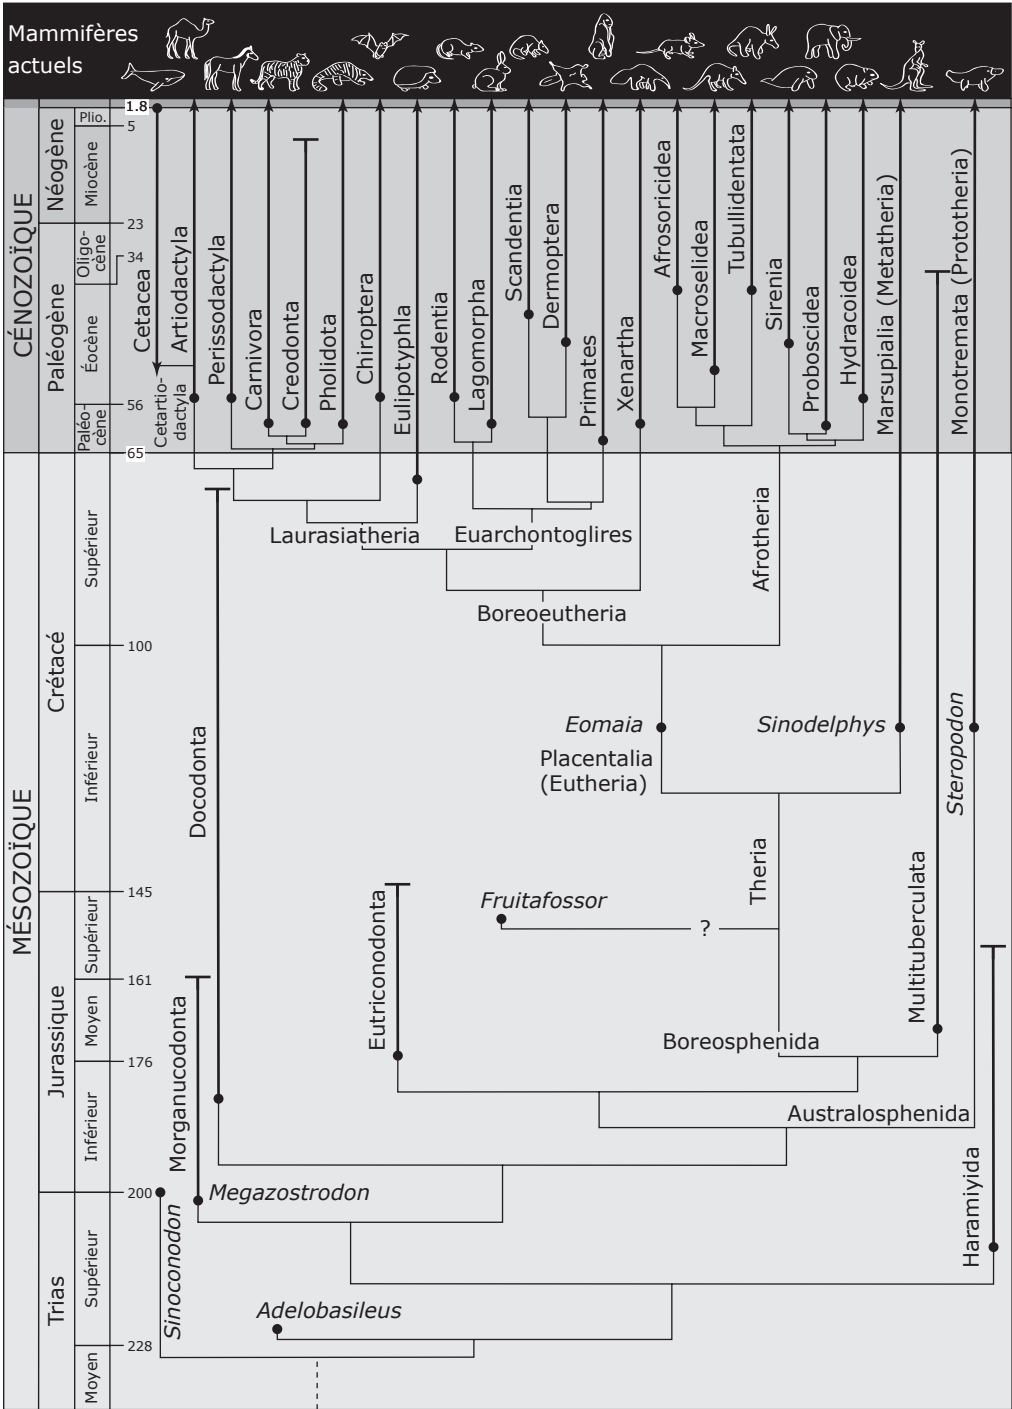 Mammifères
actuels
1.8
Plio.
5
Néogène
Miocène
23
Oligo-
cène
34
CÉNOZOÏQUE
Paléogène
Éocène
56
Paléo-
cène
65
Cetacea
Artiodactyla
Cetartio-
dactyla
Perissodactyla
Carnivora
Creodonta
Pholidota
Chiroptera
Eulipotyphla
Rodentia
Lagomorpha
Scandentia
Dermoptera
Primates
Xenartha
Afrosoricidea
Macroselidea
Tubullidentata
Sirenia
Proboscidea
Hydracoidea
Marsupialia (Metatheria)
Monotremata (Prototheria)
MÉSOZOÏQUE
Crétacé
Supérieur
Laurasiatheria
Euarchontoglires
Afrotheria
Boreoeutheria
100
Inférieur
Docodonta
Eomaia
Placentalia
(Eutheria)
Sinodelphys
Steropodon
Theria
145
Jurassique
Supérieur
Fruitafossor
?
Eutriconodonta
Multituberculata
161
Moyen
Morganucodonta
Boreosphenida
176
Inférieur
Australosphenida
200
Megazostrodon
Haramiyida
Trias
Supérieur
Sinoconodon
Adelobasileus
228
Moyen